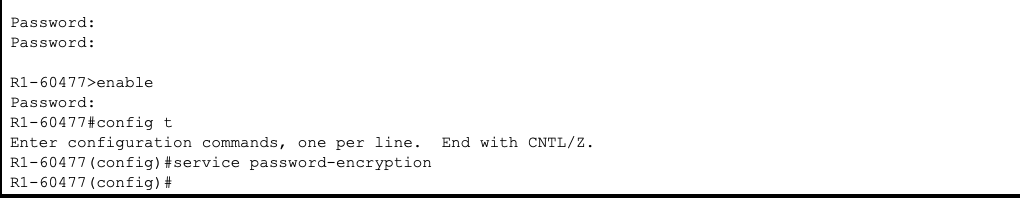 Password:
Password:
R1-60477>enable
Password:
R1-60477#config t
Enter configuration commands, one per line.  End with CNTL/Z.
R1-60477(config)#service password-encryption
R1-60477(config)#